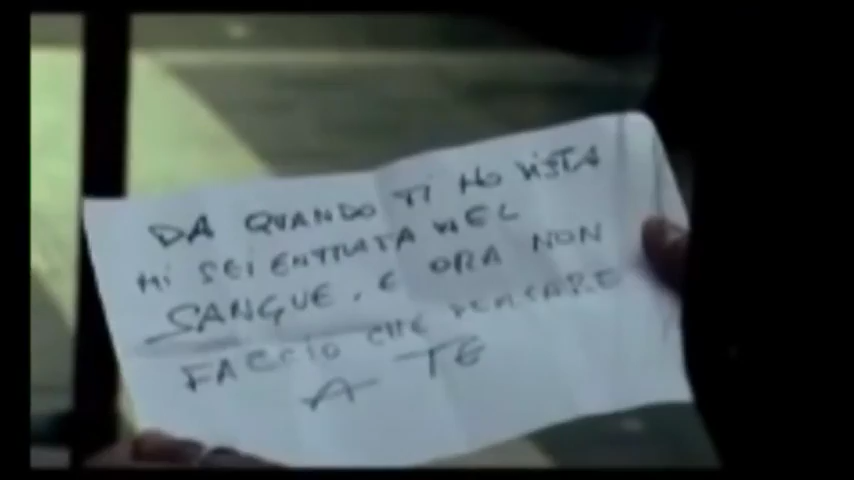 DA QUANDO TI HO VISTA
MI SEI ENTRATA NEL
SANGUE. E ORA NON
FACCIO CHE PENSARE
A TE